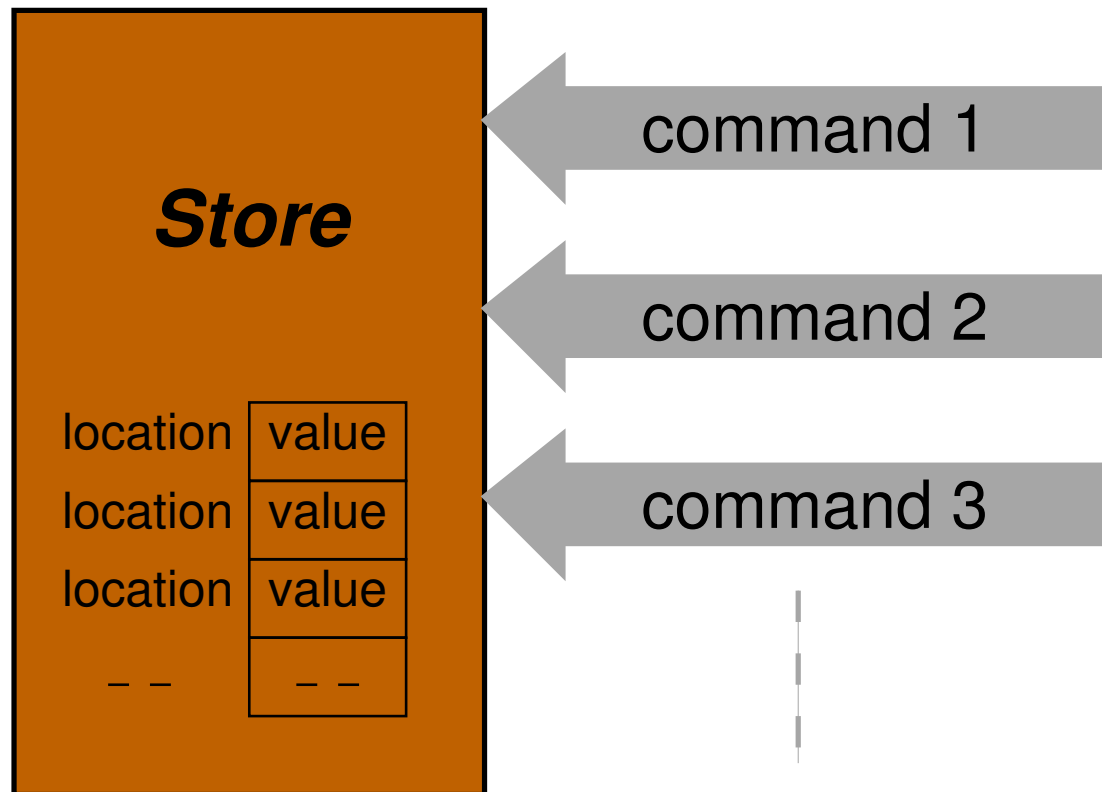 Store
location value
location value
location value
– – – –
command 1
command 2
command 3